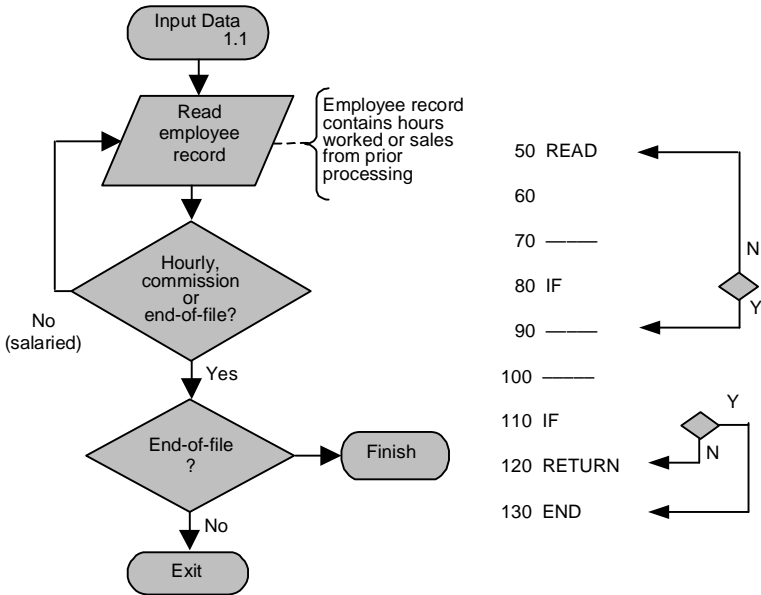 Input Data
1.1
Read
employee
record
Employee record
contains hours
worked or sales
from prior
processing
Hourly,
commission
or
end-of-file?
No
(salaried)
Yes
End-of-file
?
Finish
No
Exit
50 READ
60
70 ———
80 IF
90 ———
100 ———
110 IF
120 RETURN
130 END
N
Y
Y
N